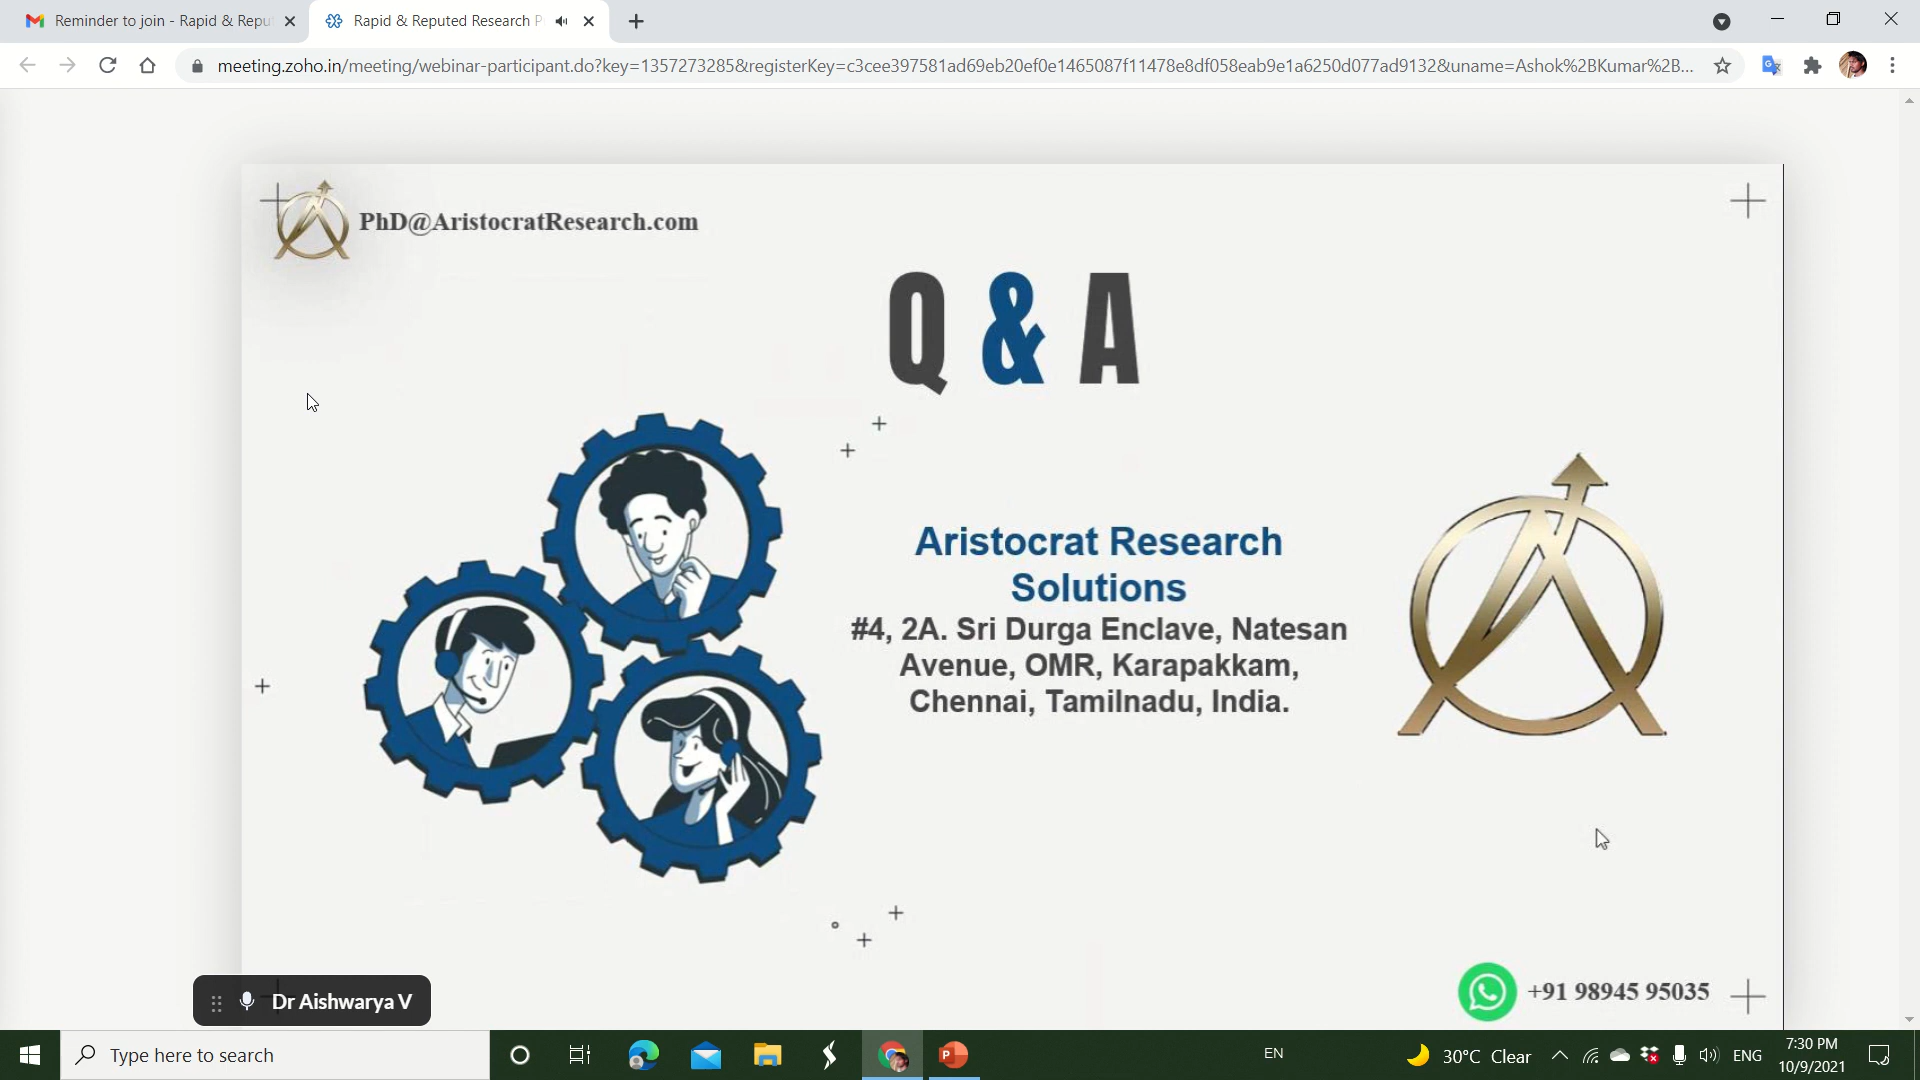 Reminder to join - Rapid & Repu
Rapid & Reputed Research P
meeting.zoho.in/meeting/webinar-participant.do?key=1357273285&registerKey=c3cee397581ad69eb20ef0e1465087f11478e8df058eab9e1a6250d077ad9132&uname=Ashok%2BKumar%2B...
PhD@AristocratResearch.com
Q & A
Aristocrat Research
Solutions
#4, 2A. Sri Durga Enclave, Natesan
Avenue, OMR, Karapakkam,
Chennai, Tamilnadu, India.
Dr Aishwarya V
+91 98945 95035
Type here to search
EN
30°C Clear
ENG
7:30 PM
10/9/2021